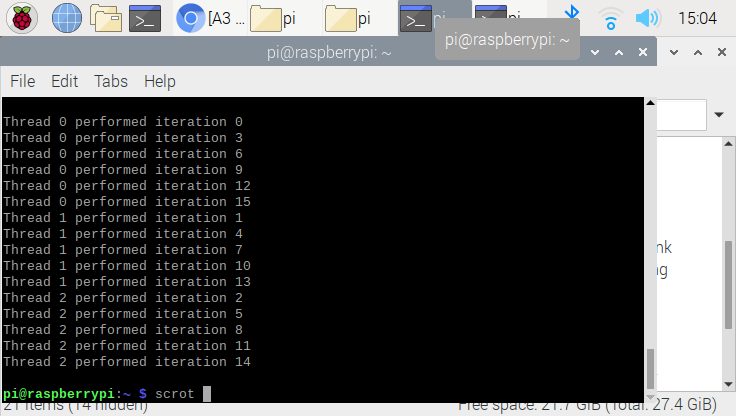 [A3 ...
pi
pi
pi
15:04
pi@raspberrypi: ~
pi@raspberrypi: ~
File Edit Tabs Help
Thread 0 performed iteration 0
Thread 0 performed iteration 3
Thread 0 performed iteration 6
Thread 0 performed iteration 9
Thread 0 performed iteration 12
Thread 0 performed iteration 15
Thread 1 performed iteration 1
Thread 1 performed iteration 4
Thread 1 performed iteration 7
Thread 1 performed iteration 10
Thread 1 performed iteration 13
Thread 2 performed iteration 2
Thread 2 performed iteration 5
Thread 2 performed iteration 8
Thread 2 performed iteration 11
Thread 2 performed iteration 14
pi@raspberrypi:~ $ scrot
nk
ng
21 items (14 hidden)
Free space: 21.7 GiB (Total: 27.4 GiB)